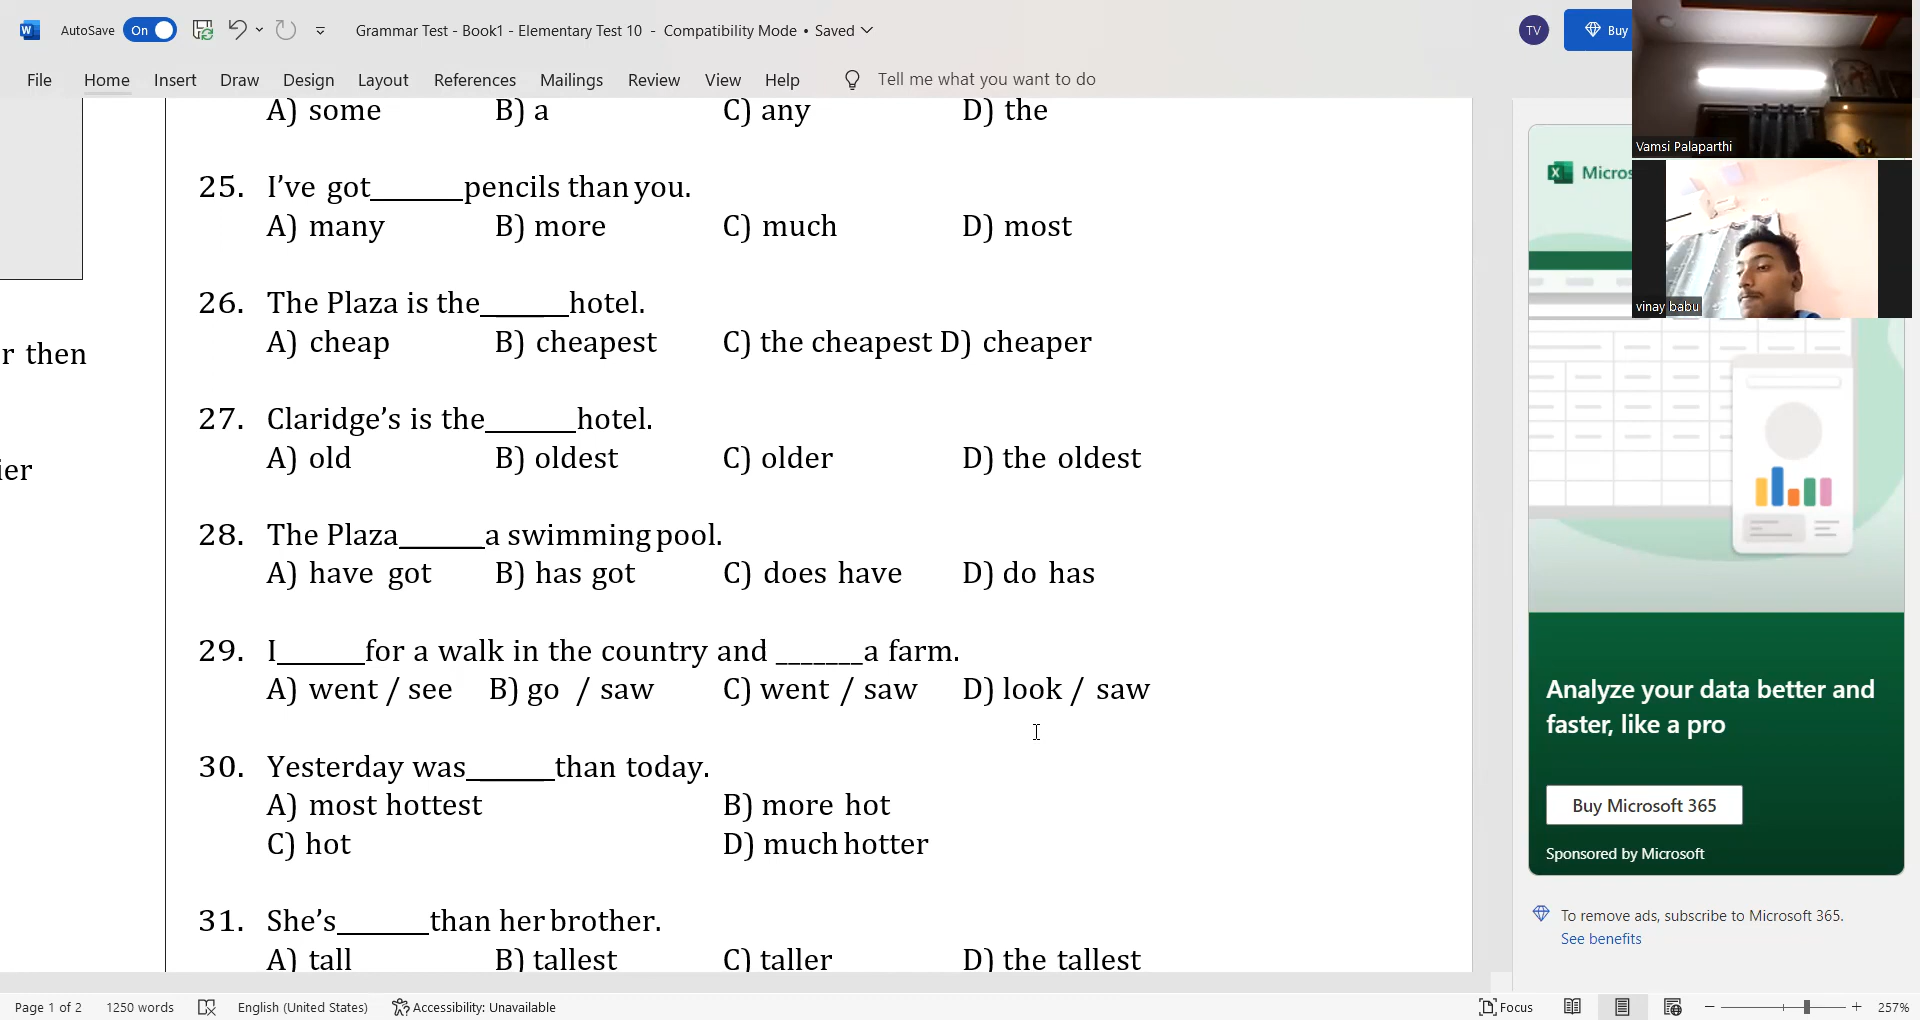 AutoSave On Grammar Test - Book1 - Elementary Test 10 - Compatibility Mode • Saved TV Buy
File Home Insert Draw Design Layout References Mailings Review View Help Tell me what you want to do
A) some B) a C) any D) the
25. I’ve got______pencils than you.
A) many B) more C) much D) most
26. The Plaza is the______hotel.
A) cheap B) cheapest C) the cheapest D) cheaper
r then
27. Claridge’s is the______hotel.
A) old B) oldest C) older D) the oldest
ier
28. The Plaza______a swimming pool.
A) have got B) has got C) does have D) do has
29. I______for a walk in the country and _______a farm.
A) went / see B) go / saw C) went / saw D) look / saw
30. Yesterday was______than today.
A) most hottest B) more hot
C) hot D) much hotter
31. She’s______than her brother.
A) tall B) tallest C) taller D) the tallest
Vamsi Palaparthi
Micros
vinay babu
Analyze your data better and
faster, like a pro
Buy Microsoft 365
Sponsored by Microsoft
To remove ads, subscribe to Microsoft 365.
See benefits
Page 1 of 2 1250 words English (United States) Accessibility: Unavailable Focus 257%